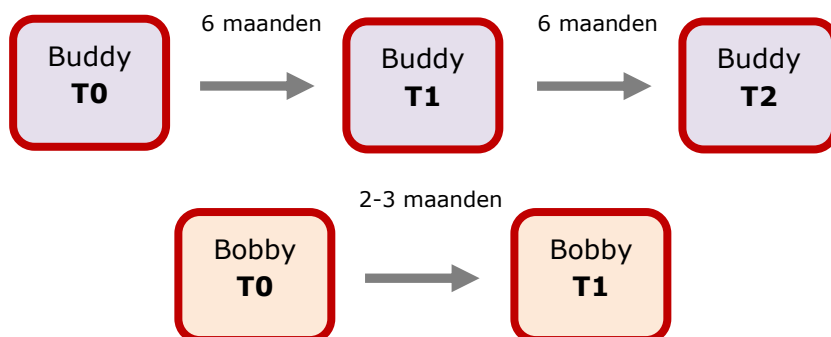 6 maanden 6 maanden
Buddy Buddy Buddy
T0 T1 T2
2-3 maanden
Bobby Bobby
T0 T1